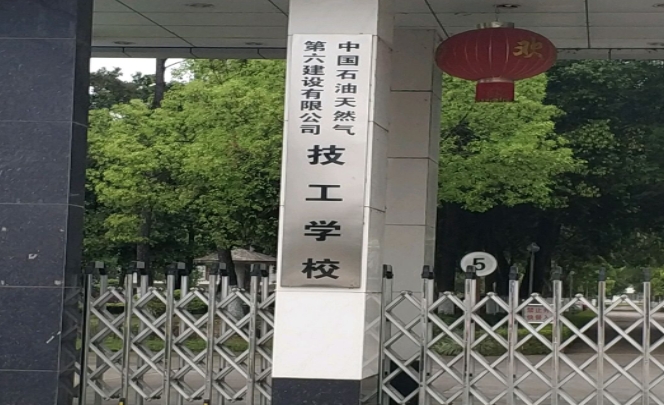 中国石油天然气
第六建设有限公司
技工学校
欢
5